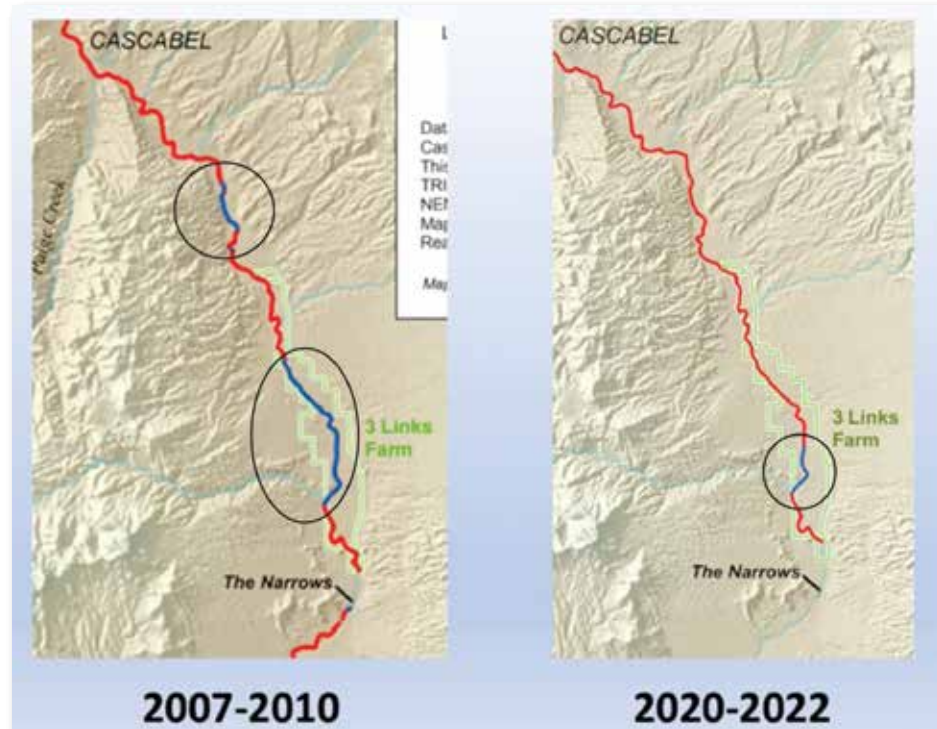 CASCABEL
L
Dat
Cas
This
TRI
NEN
Map
Rea
Map
Paige Creek
3 Links
Farm
The Narrows
2007-2010
CASCABEL
3 Links
Farm
The Narrows
2020-2022